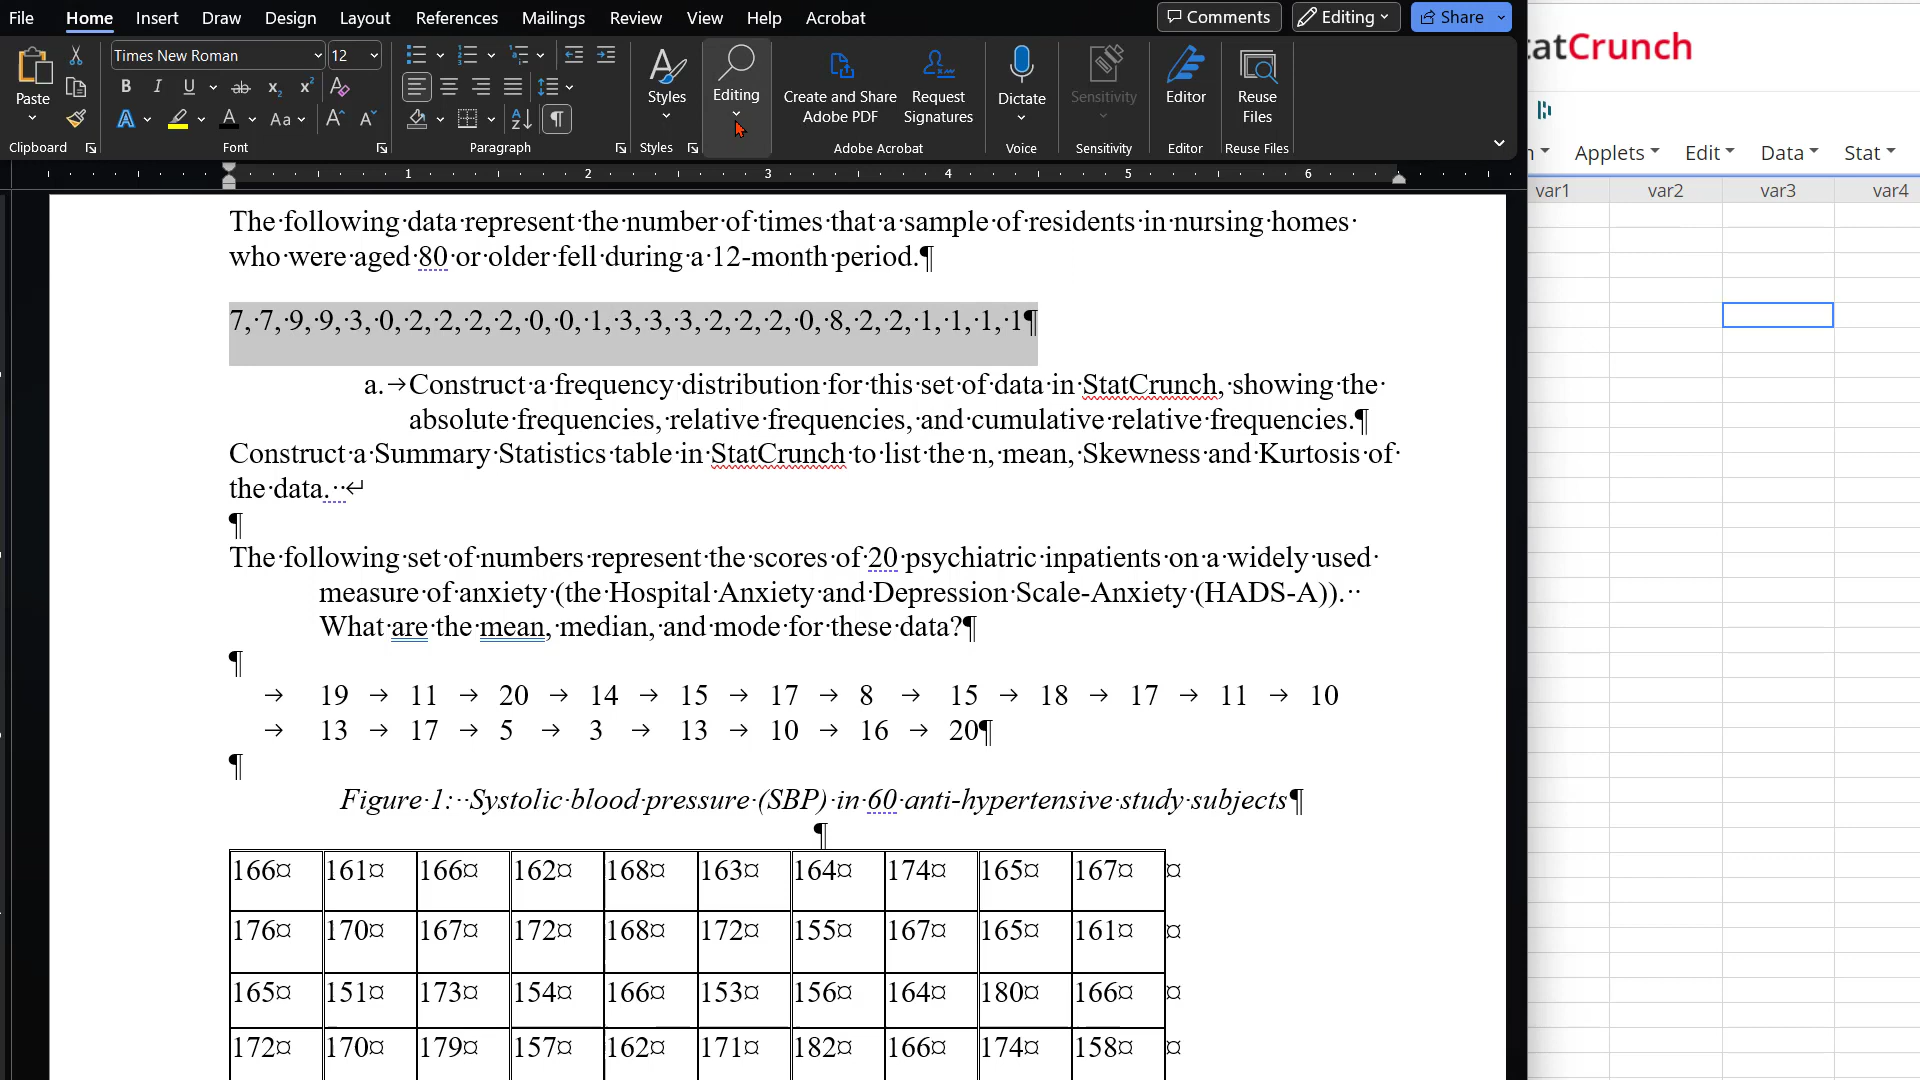 File Home Insert Draw Design Layout References Mailings Review View Help Acrobat Comments Editing Share
Times New Roman 12
Paste
Styles
Editing
Create and Share Adobe PDF
Request Signatures
Dictate
Sensitivity
Editor
Reuse Files
Clipboard Font Paragraph Styles Adobe Acrobat Voice Sensitivity Editor Reuse Files
1 2 3 4 5 6
The following data represent the number of times that a sample of residents in nursing homes
who were aged 80 or older fell during a 12-month period.¶
7, 7, 9, 9, 3, 0, 2, 2, 2, 2, 0, 0, 1, 3, 3, 3, 2, 2, 2, 0, 8, 2, 2, 1, 1, 1, 1¶
a. →Construct a frequency distribution for this set of data in StatCrunch, showing the
absolute frequencies, relative frequencies, and cumulative relative frequencies.¶
Construct a Summary Statistics table in StatCrunch to list the n, mean, Skewness and Kurtosis of
the data. ↵
¶
The following set of numbers represent the scores of 20 psychiatric inpatients on a widely used
measure of anxiety (the Hospital Anxiety and Depression Scale-Anxiety (HADS-A)).
What are the mean, median, and mode for these data?¶
¶
→ 19 → 11 → 20 → 14 → 15 → 17 → 8 → 15 → 18 → 17 → 11 → 10
→ 13 → 17 → 5 → 3 → 13 → 10 → 16 → 20¶
¶
Figure 1: Systolic blood pressure (SBP) in 60 anti-hypertensive study subjects¶
¶
166¤ 161¤ 166¤ 162¤ 168¤ 163¤ 164¤ 174¤ 165¤ 167¤ ¤
176¤ 170¤ 167¤ 172¤ 168¤ 172¤ 155¤ 167¤ 165¤ 161¤ ¤
165¤ 151¤ 173¤ 154¤ 166¤ 153¤ 156¤ 164¤ 180¤ 166¤ ¤
172¤ 170¤ 179¤ 157¤ 162¤ 171¤ 182¤ 166¤ 174¤ 158¤ ¤
tatCrunch
n Applets Edit Data Stat
var1 var2 var3 var4